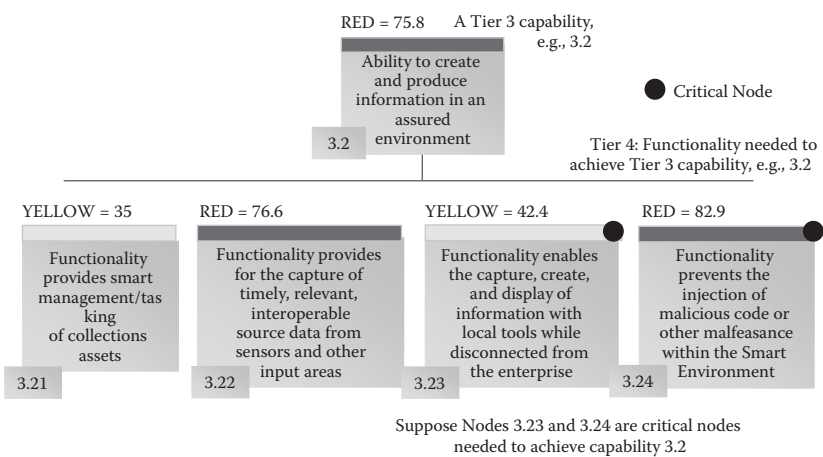 RED = 75.8
A Tier 3 capability,
e.g., 3.2
Ability to create
and produce
information in an
assured
environment
3.2
Critical Node
Tier 4: Functionality needed to
achieve Tier 3 capability, e.g., 3.2
YELLOW = 35
Functionality
provides smart
management/tas
king
of collections
assets
3.21
RED = 76.6
Functionality provides
for the capture of
timely, relevant,
interoperable
source data from
sensors and other
input areas
3.22
YELLOW = 42.4
Functionality enables
the capture, create,
and display of
information with
local tools while
disconnected from
the enterprise
3.23
RED = 82.9
Functionality
prevents the
injection of
malicious code or
other malfeasance
within the Smart
Environment
3.24
Suppose Nodes 3.23 and 3.24 are critical nodes
needed to achieve capability 3.2